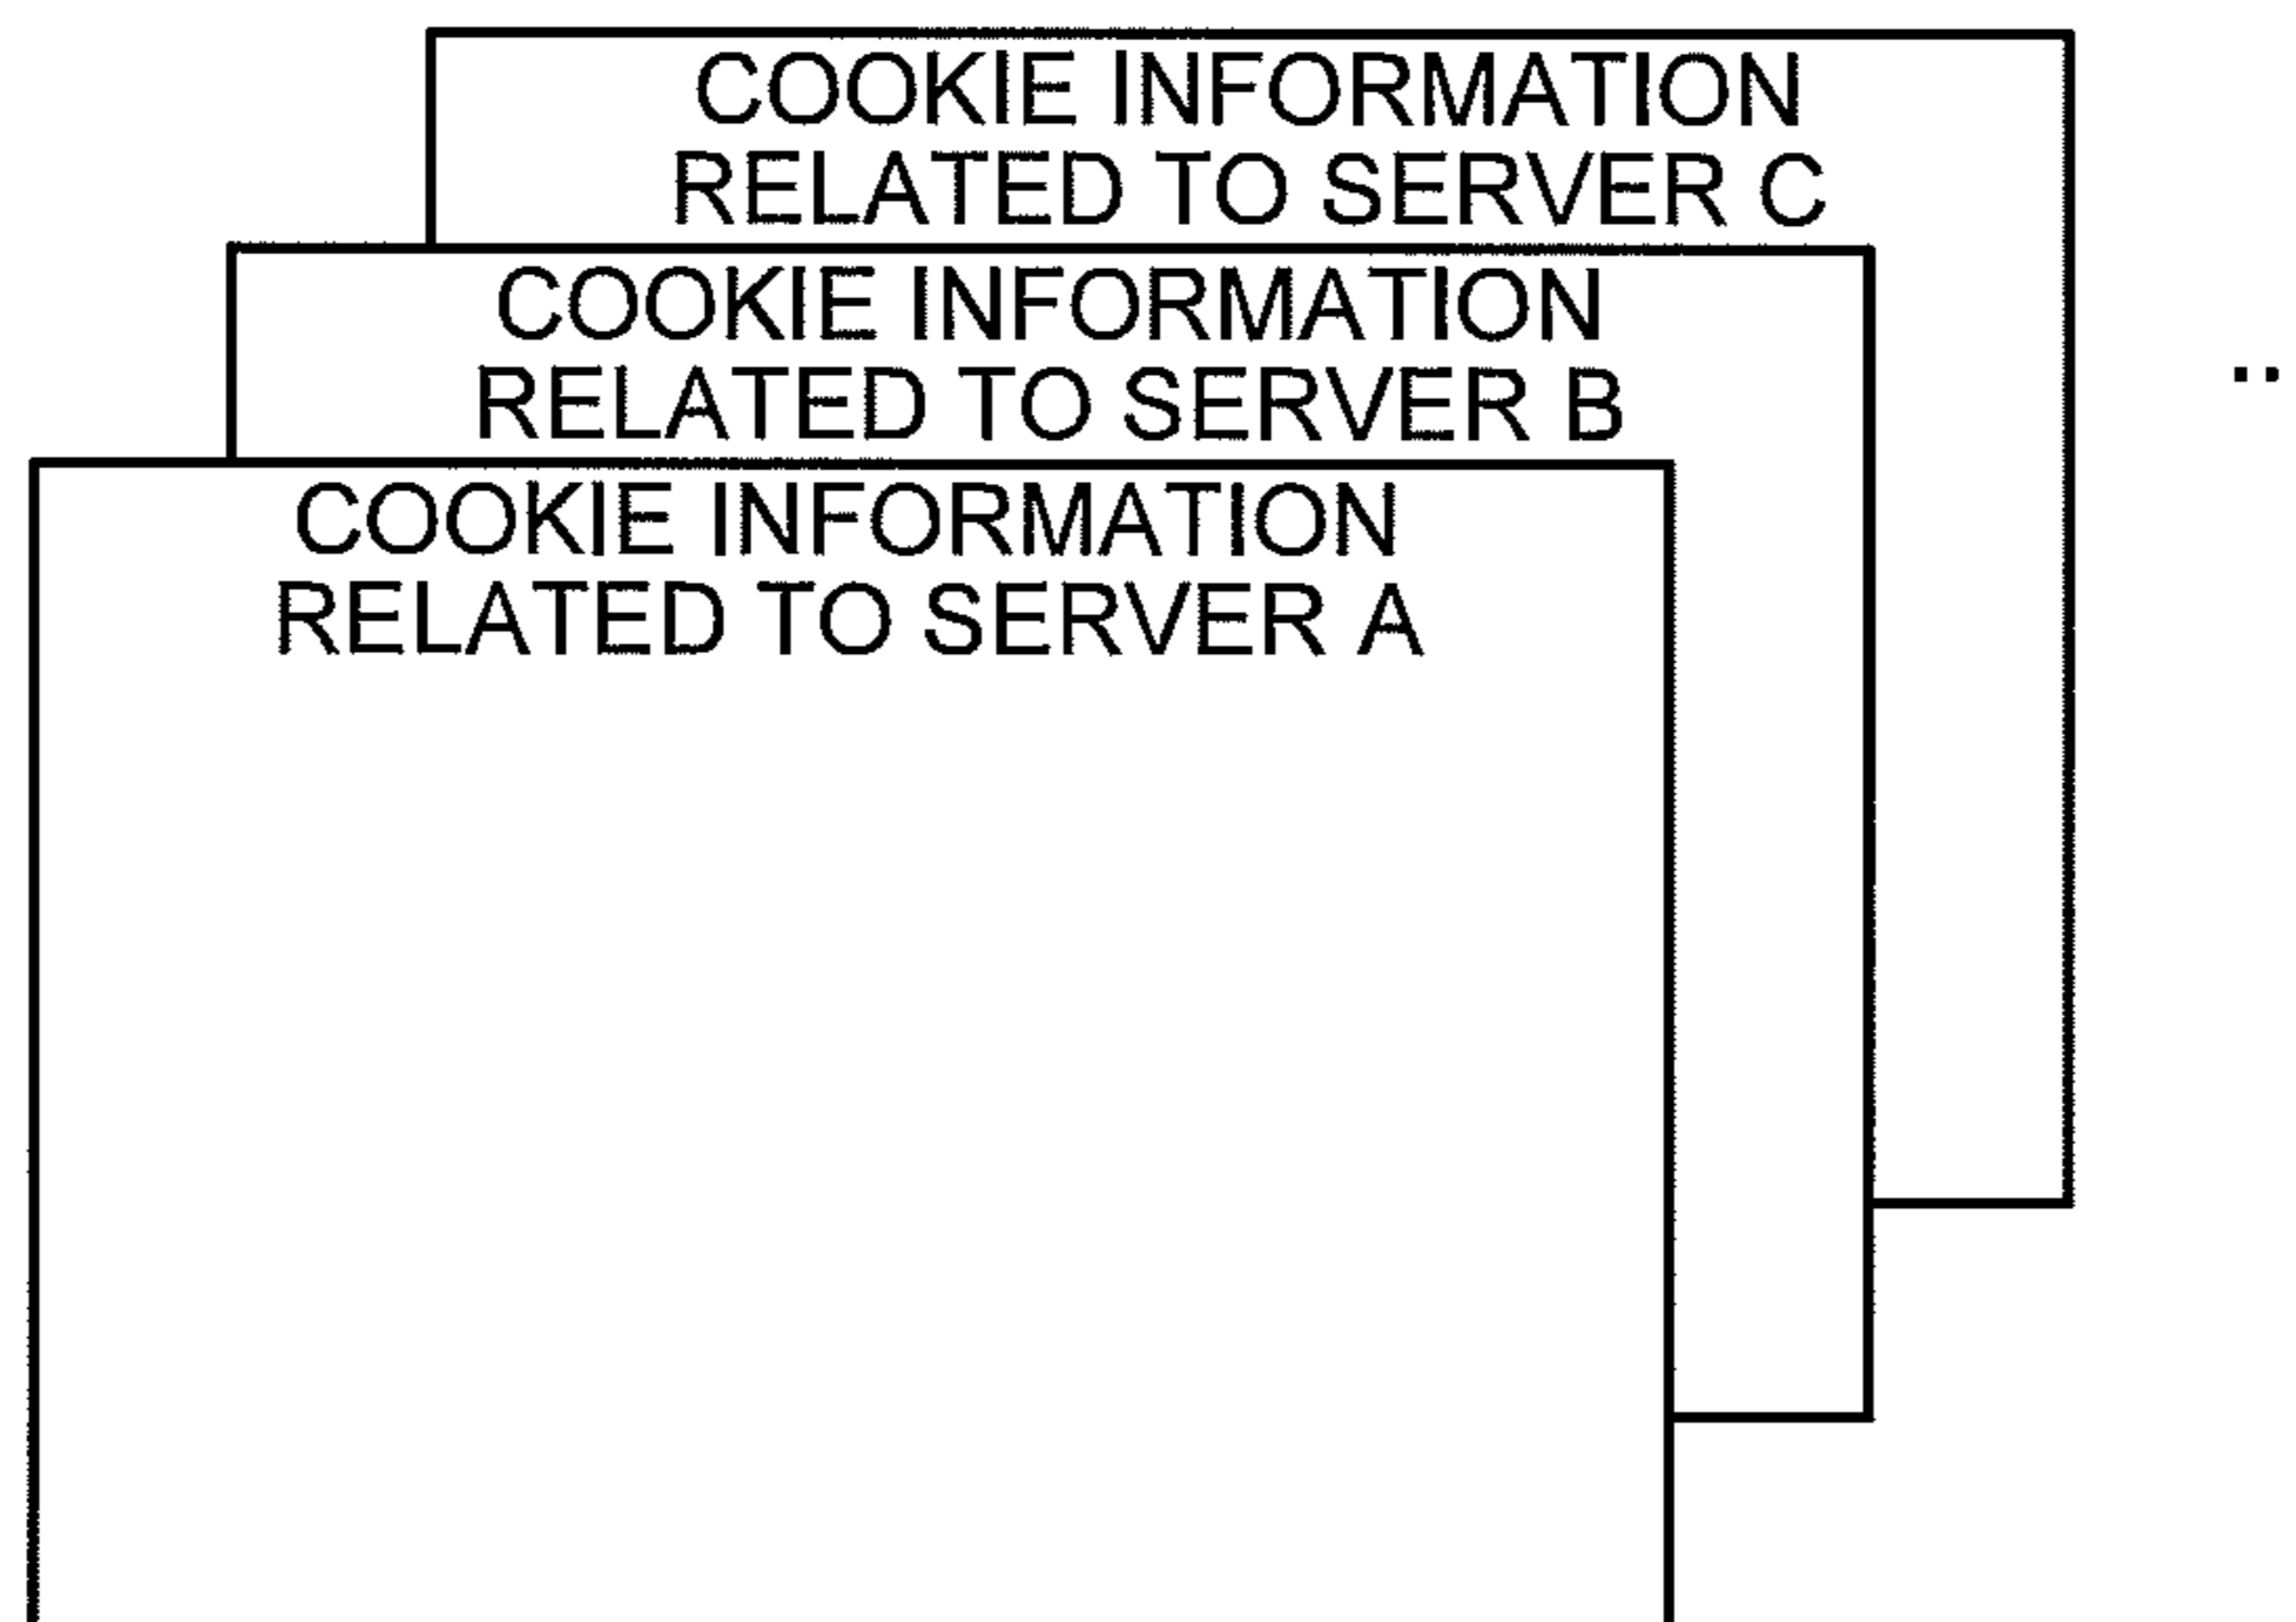 COOKIE INFORMATION
RELATED TO SERVER C
COOKIE INFORMATION
RELATED TO SERVER B
..
COOKIE INFORMATION
RELATED TO SERVER A